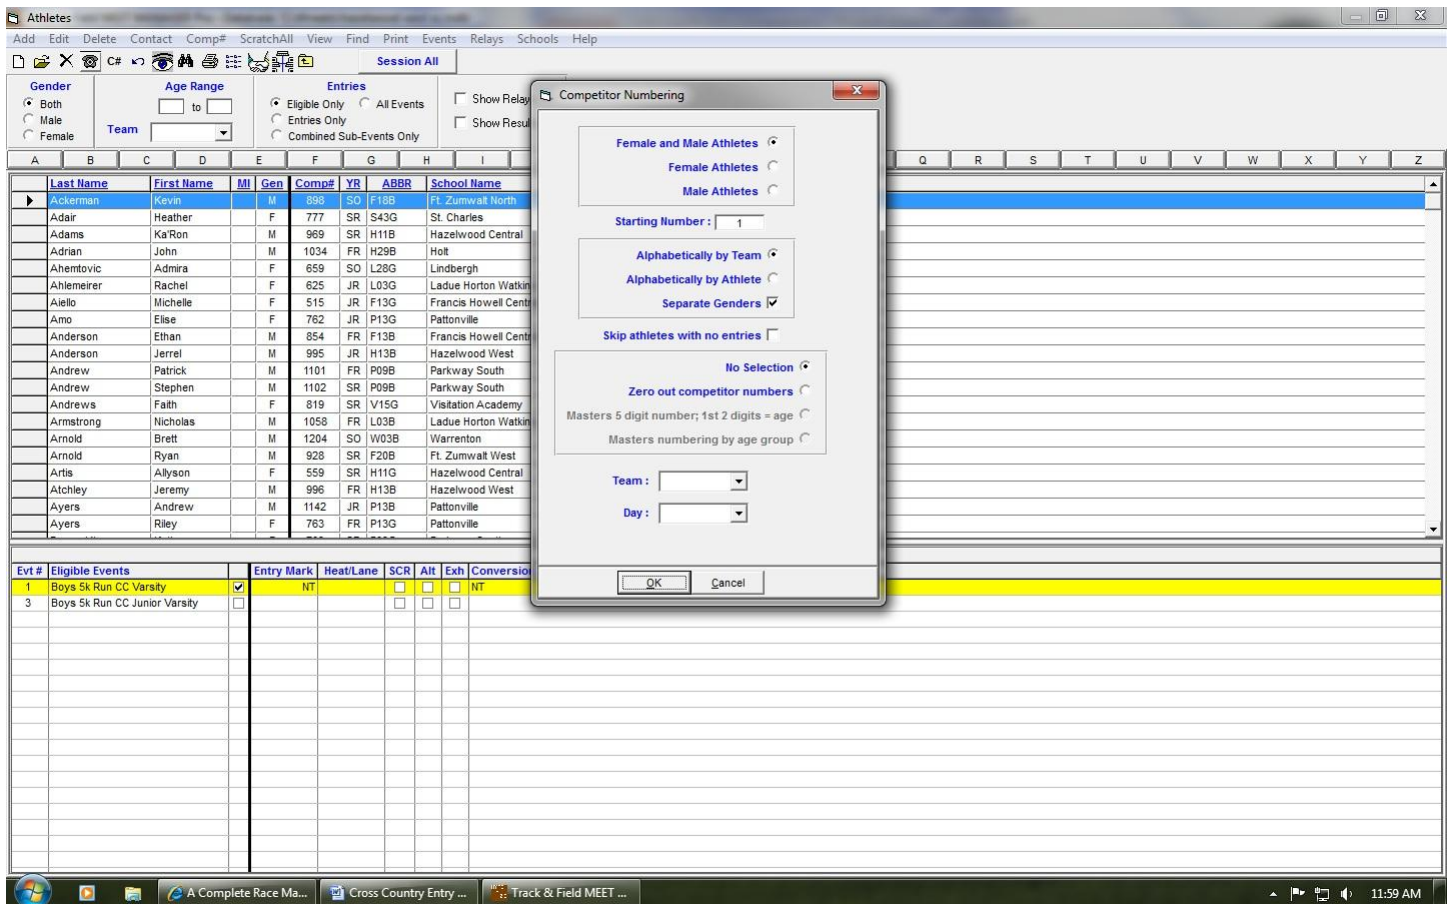 Athletes
Add Edit Delete Contact Comp# ScratchAll View Find Print Events Relays Schools Help
C# Session All
Gender Age Range Entries
Both to Eligible Only All Events Show Relay
Male Entries Only
Female Team Combined Sub-Events Only Show Resul
A B C D E F G H I Q R S T U V W X Y Z
Last Name First Name MI Gen Comp# YR ABBR School Name
Ackerman Kevin M 898 SO F18B Ft. Zumwalt North
Adair Heather F 777 SR S43G St. Charles
Adams Ka'Ron M 969 SR H11B Hazelwood Central
Adrian John M 1034 FR H29B Holt
Ahemtovic Admira F 659 SO L28G Lindbergh
Ahlemeirer Rachel F 625 JR L03G Ladue Horton Watkin
Aiello Michelle F 515 JR F13G Francis Howell Centr
Amo Elise F 762 JR P13G Pattonville
Anderson Ethan M 854 FR F13B Francis Howell Centr
Anderson Jerrel M 995 JR H13B Hazelwood West
Andrew Patrick M 1101 FR P09B Parkway South
Andrew Stephen M 1102 SR P09B Parkway South
Andrews Faith F 819 SR V15G Visitation Academy
Armstrong Nicholas M 1058 FR L03B Ladue Horton Watkin
Arnold Brett M 1204 SO W03B Warrenton
Arnold Ryan M 928 SR F20B Ft. Zumwalt West
Artis Allyson F 559 SR H11G Hazelwood Central
Atchley Jeremy M 996 FR H13B Hazelwood West
Ayers Andrew M 1142 JR P13B Pattonville
Ayers Riley F 763 FR P13G Pattonville
Competitor Numbering
Female and Male Athletes
Female Athletes
Male Athletes
Starting Number : 1
Alphabetically by Team
Alphabetically by Athlete
Separate Genders
Skip athletes with no entries
No Selection
Zero out competitor numbers
Masters 5 digit number; 1st 2 digits = age
Masters numbering by age group
Team :
Day :
OK Cancel
Evt # Eligible Events Entry Mark Heat/Lane SCR Alt Exh Conversio
1 Boys 5k Run CC Varsity NT NT
3 Boys 5k Run CC Junior Varsity
A Complete Race Ma... Cross Country Entry ... Track & Field MEET ... 11:59 AM